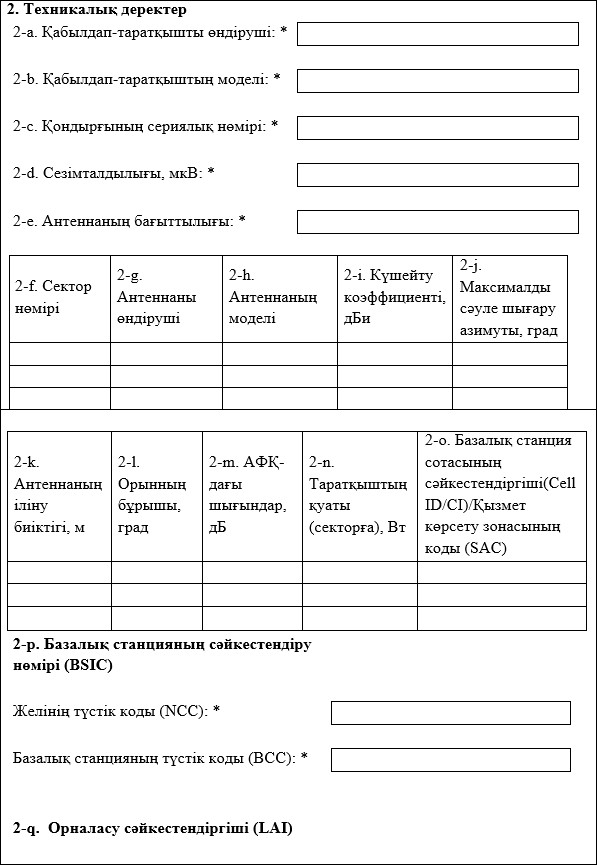 2. Техникалық деректер
2-a. Қабылдап-таратқышты өндіруші: *
2-b. Қабылдап-таратқыштың моделі: *
2-c. Қондырғының сериялық нөмірі: *
2-d. Сезімталдылығы, мкВ: *
2-e. Антеннаның бағыттылығы: *
2-f. Сектор
нөмірі
2-g.
Антеннаны
өндіруші
2-h.
Антеннаның
моделі
2-i. Күшейту
коэффициенті,
дБи
2-j.
Максималды
сәуле шығару
азимуты, град
2-k.
Антеннаның
іліну
биіктігі, м
2-l.
Орынның
бұрышы,
град
2-m. АФҚ-
дағы
шығындар,
дБ
2-n.
Таратқыштың
қуаты
(секторға), Вт
2-o. Базалық станция
сотасының
сәйкестендіргіші(Cell
ID/CI)/Қызмет
көрсету зонасының
коды (SAC)
2-p. Базалық станцияның сәйкестендіру
нөмірі (BSIC)
Желінің түстік коды (NCC): *
Базалық станцияның түстік коды (BCC): *
2-q. Орналасу сәйкестендіргіші (LAI)